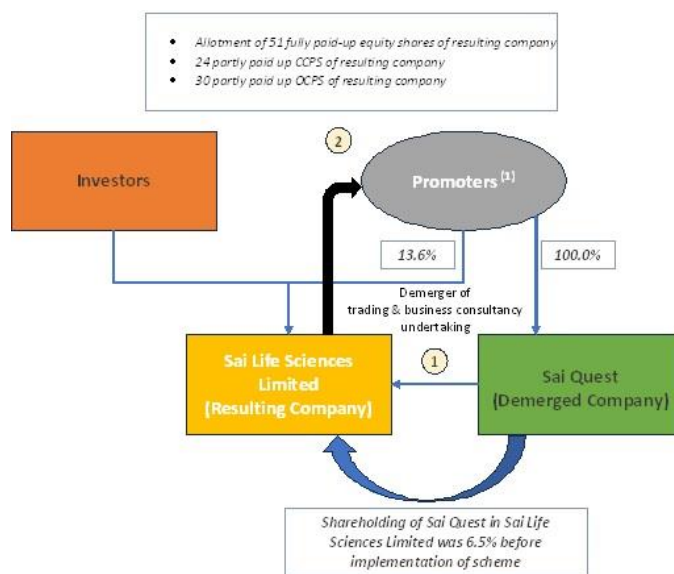 Allotment of 51 fully paid-up equity shares of resulting company
24 partly paid up CCPS of resulting company
30 partly paid up OCPS of resulting company
2
Investors
Promoters (1)
13.6%
100.0%
Demerger of
trading & business consultancy
undertaking
Sai Life Sciences
Limited
(Resulting Company)
1
Sai Quest
(Demerged Company)
Shareholding of Sai Quest in Sai Life
Sciences Limited was 6.5% before
implementation of scheme